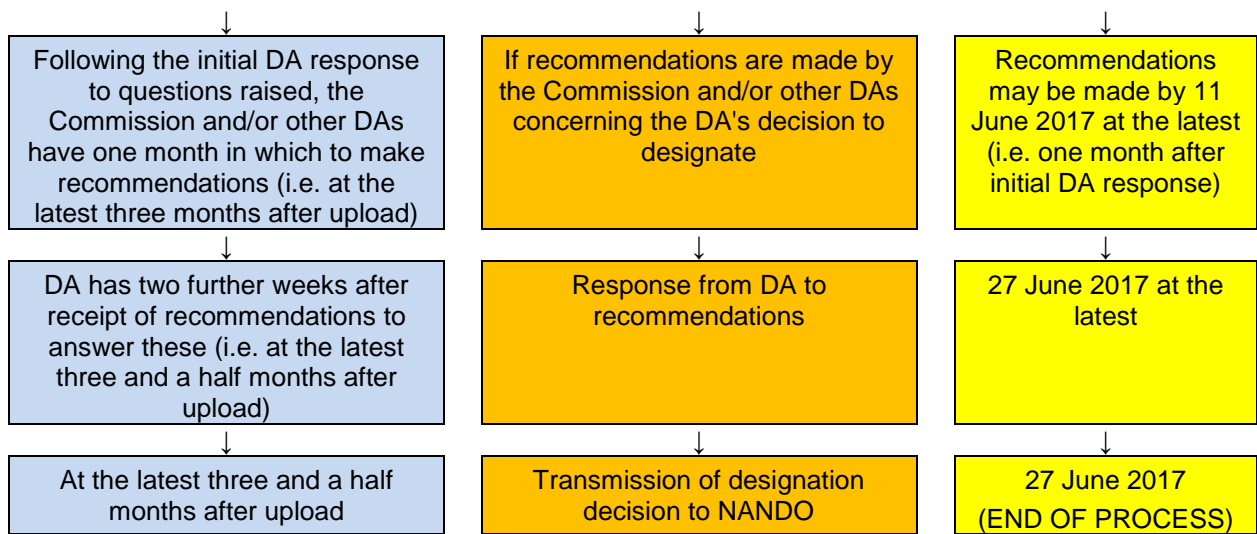 ↓ ↓ ↓
Following the initial DA response
to questions raised, the
Commission and/or other DAs
have one month in which to make
recommendations (i.e. at the
latest three months after upload)
If recommendations are made by
the Commission and/or other DAs
concerning the DA's decision to
designate
Recommendations
may be made by 11
June 2017 at the latest
(i.e. one month after
initial DA response)
↓ ↓ ↓
DA has two further weeks after
receipt of recommendations to
answer these (i.e. at the latest
three and a half months after
upload)
Response from DA to
recommendations
27 June 2017 at the
latest
↓ ↓ ↓
At the latest three and a half
months after upload
Transmission of designation
decision to NANDO
27 June 2017
(END OF PROCESS)